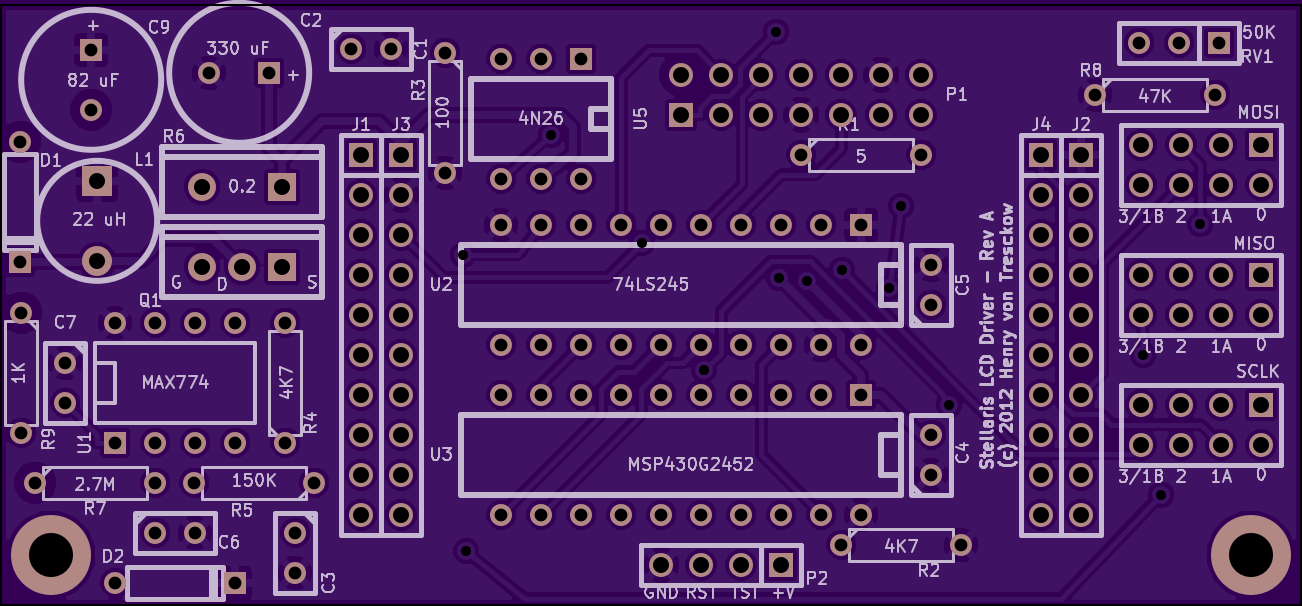 C9
+
82 uF
330 uF
+
C2
C1
R3
100
4N26
U5
P1
R1
5
50K
RV1
R8
47K
MOSI
3/1B 2 1A 0
MISO
3/1B 2 1A 0
SCLK
3/1B 2 1A 0
J4 J2
J1 J3
R6
0.2
D1
L1
22 uH
G D S
Q1
C7
1K
R9
U1
MAX774
4K7
R4
U2
74LS245
C5
U3
MSP430G2452
C4
Stellaris LCD Driver – Rev A
(c) 2012 Henry von Tresckow
2.7M
R7
150K
R5
C6
D2
C3
4K7
R2
P2
GND RST TST +V